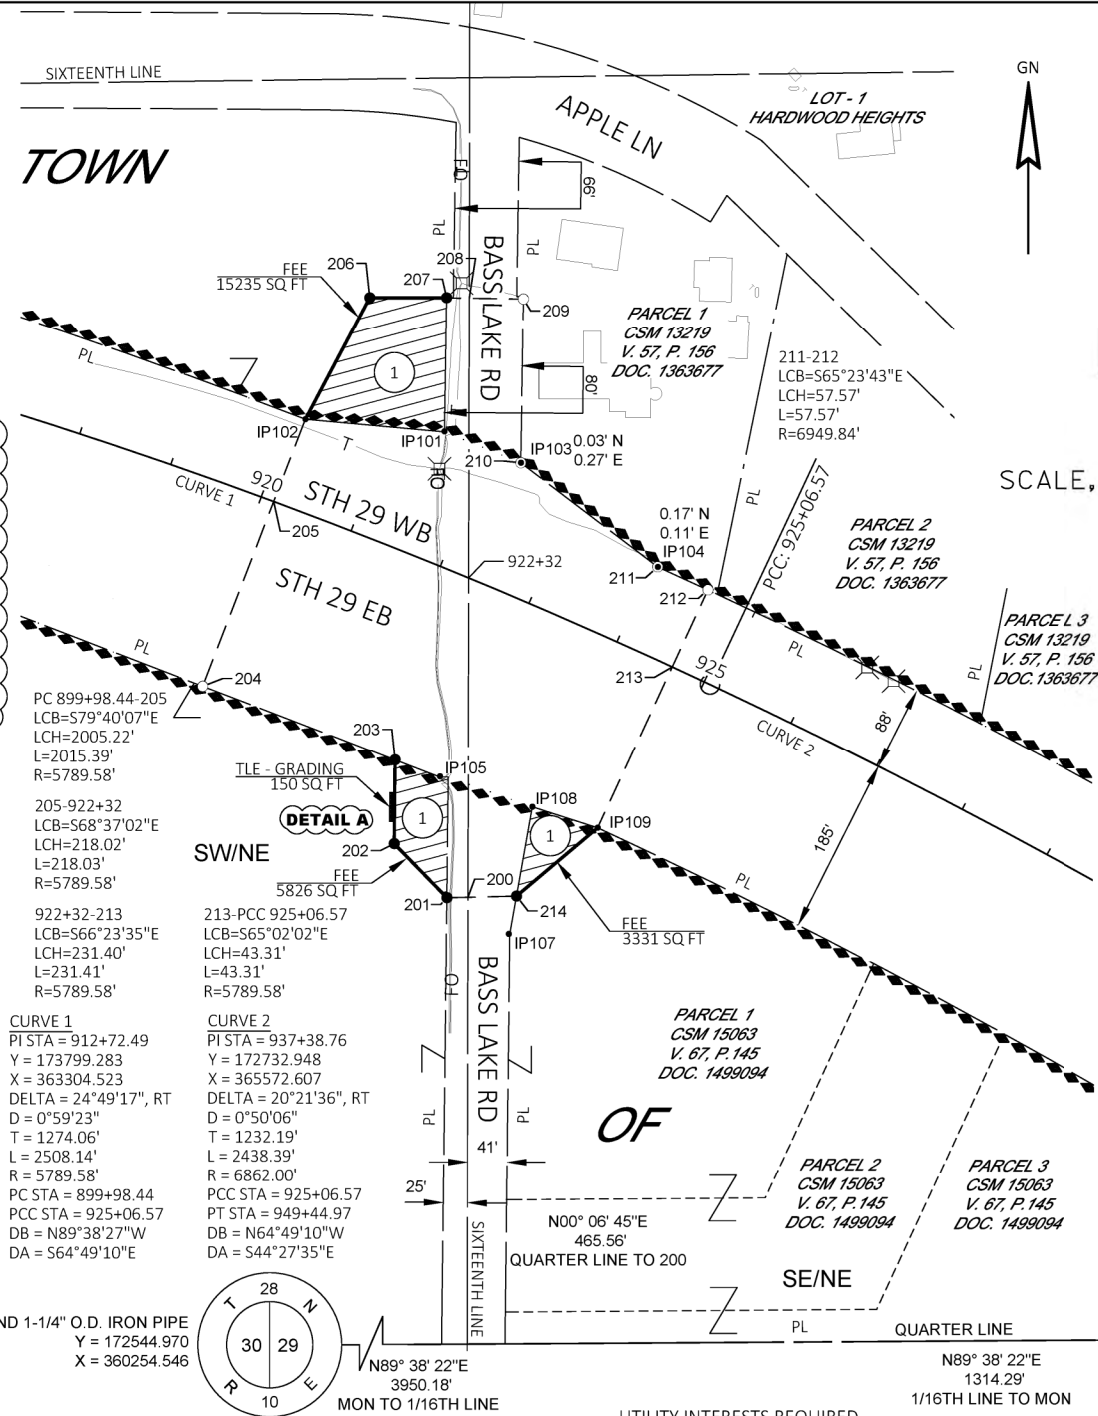 SIXTEENTH LINE
GN
LOT - 1
HARDWOOD HEIGHTS
APPLE LN
TOWN
FO
66'
PL
PL
BASS LAKE RD
FEE
15235 SQ FT
206
207
208
209
PARCEL 1
CSM 13219
V. 57, P. 156
DOC. 1363677
211-212
LCB=S65°23'43"E
LCH=57.57'
L=57.57'
R=6949.84'
PL
1
80'
IP102
T
IP101
210
IP103
0.03' N
0.27' E
FO
SCALE,
920
CURVE 1
STH 29 WB
205
PL
PCC: 925+06.57
0.17' N
0.11' E
IP104
PARCEL 2
CSM 13219
V. 57, P. 156
DOC. 1363677
922+32
211
212
STH 29 EB
PARCEL 3
CSM 13219
V. 57, P. 156
DOC. 1363677
PL
PL
PL
213
925
204
PC 899+98.44-205
LCB=S79°40'07"E
LCH=2005.22'
L=2015.39'
R=5789.58'
88'
CURVE 2
203
IP105
TLE - GRADING
150 SQ FT
205-922+32
LCB=S68°37'02"E
LCH=218.02'
L=218.03'
R=5789.58'
DETAIL A
1
IP108
1
IP109
185'
202
SW/NE
FEE
5826 SQ FT
200
201
214
PL
922+32-213
LCB=S66°23'35"E
LCH=231.40'
L=231.41'
R=5789.58'
213-PCC 925+06.57
LCB=S65°02'02"E
LCH=43.31'
L=43.31'
R=5789.58'
FEE
3331 SQ FT
IP107
FO
BASS LAKE RD
PARCEL 1
CSM 15063
V. 67, P.145
DOC. 1499094
CURVE 1
PI STA = 912+72.49
Y = 173799.283
X = 363304.523
DELTA = 24°49'17", RT
D = 0°59'23"
T = 1274.06'
L = 2508.14'
R = 5789.58'
PC STA = 899+98.44
PCC STA = 925+06.57
DB = N89°38'27"W
DA = S64°49'10"E
CURVE 2
PI STA = 937+38.76
Y = 172732.948
X = 365572.607
DELTA = 20°21'36", RT
D = 0°50'06"
T = 1232.19'
L = 2438.39'
R = 6862.00'
PCC STA = 925+06.57
PT STA = 949+44.97
DB = N64°49'10"W
DA = S44°27'35"E
PL
PL
OF
41'
25'
PARCEL 2
CSM 15063
V. 67, P.145
DOC. 1499094
PARCEL 3
CSM 15063
V. 67, P.145
DOC. 1499094
SIXTEENTH LINE
N00° 06' 45"E
465.56'
QUARTER LINE TO 200
SE/NE
ND 1-1/4" O.D. IRON PIPE
Y = 172544.970
X = 360254.546
28
T
N
30
29
R
E
10
N89° 38' 22"E
3950.18'
MON TO 1/16TH LINE
PL
QUARTER LINE
N89° 38' 22"E
1314.29'
1/16TH LINE TO MON
UTILITY INTERESTS REQUIRED